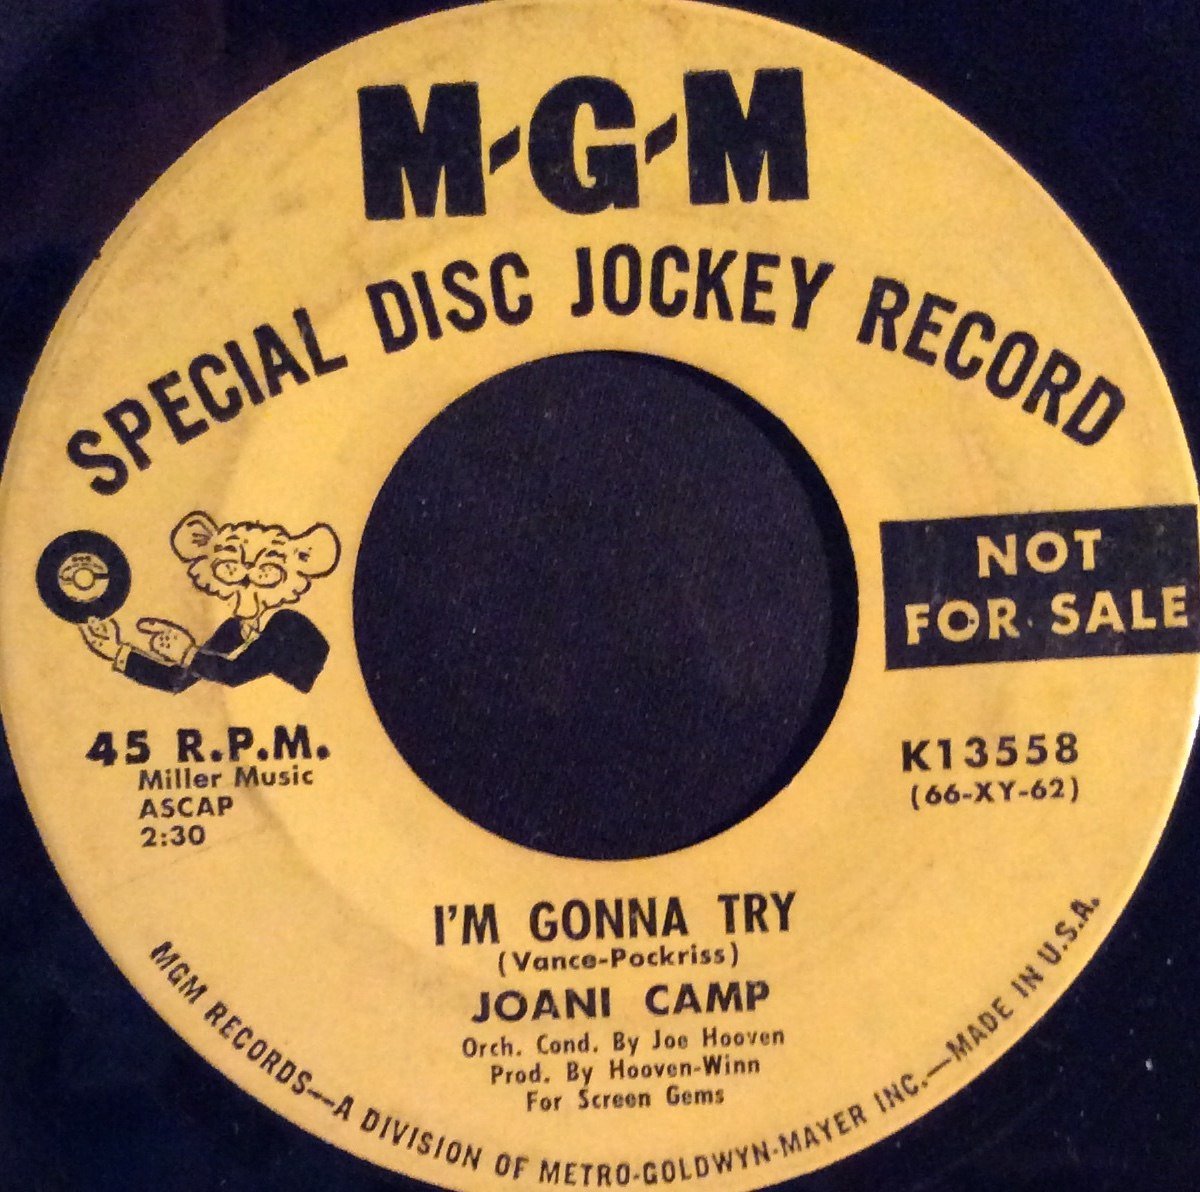 M-G-M
SPECIAL DISC JOCKEY RECORD
NOT
FOR SALE
45 R.P.M.
Miller Music
ASCAP
2:30
K13558
(66-XY-62)
I'M GONNA TRY
(Vance-Pockriss)
JOANI CAMP
Orch. Cond. By Joe Hooven
Prod. By Hooven-Winn
For Screen Gems
MGM RECORDS—A DIVISION OF METRO-GOLDWYN-MAYER INC.—MADE IN U.S.A.